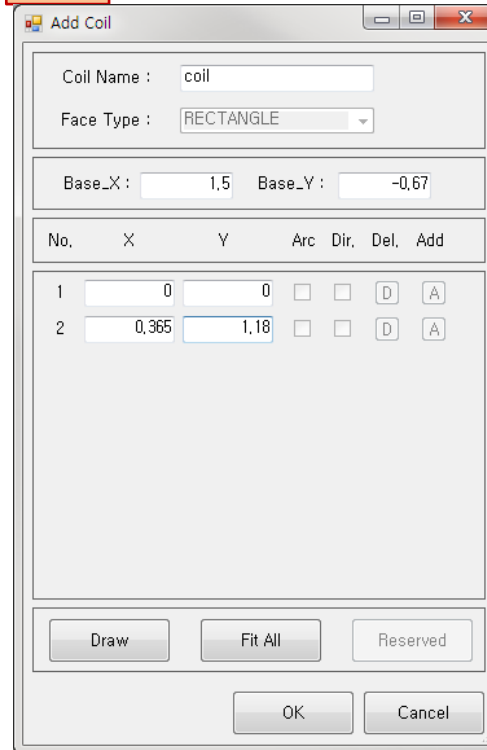 Add Coil
Coil Name : coil
Face Type : RECTANGLE
Base_X : 1,5 Base_Y : -0,67
No, X Y Arc Dir, Del, Add
1 0 0 D A
2 0,365 1,18 D A
Draw Fit All Reserved
OK Cancel